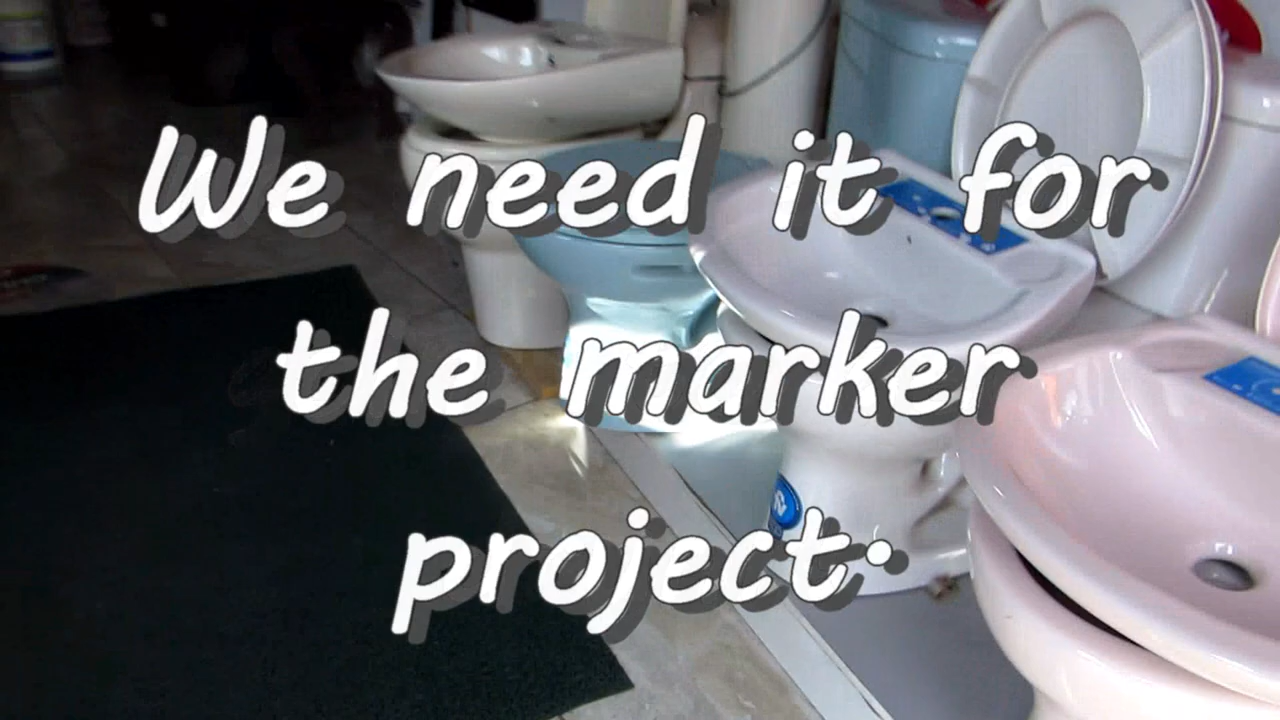 We need it for
the marker
project.